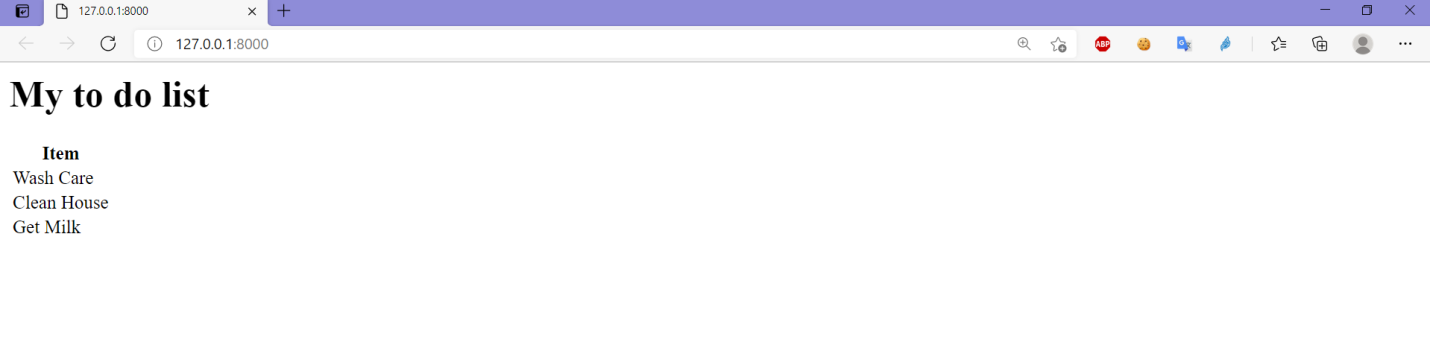 127.0.0.1:8000
127.0.0.1:8000
ABP
G
My to do list
Item
Wash Care
Clean House
Get Milk